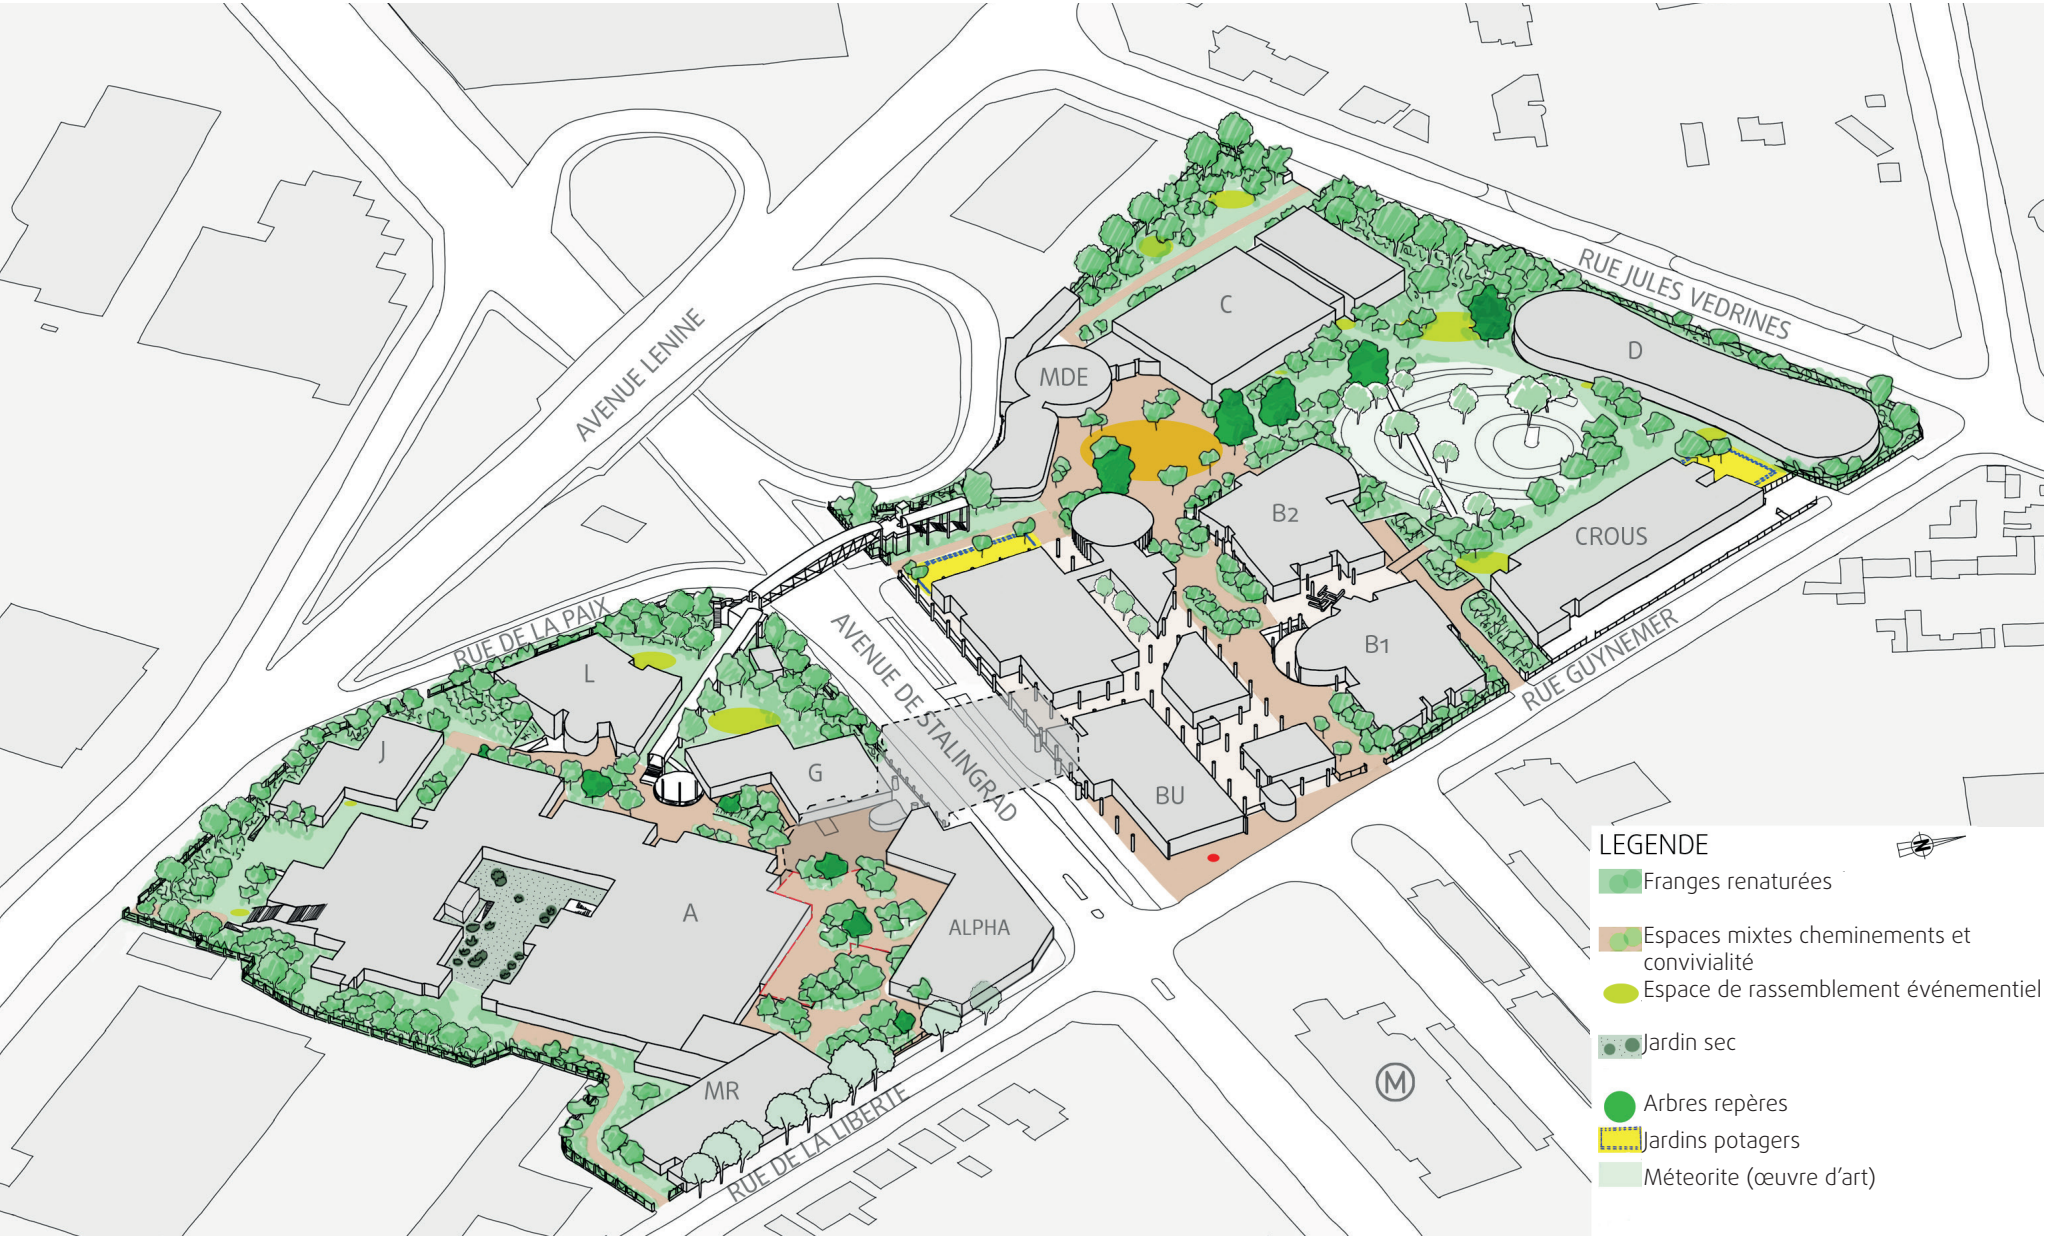 RUE JULES VEDRINES
AVENUE LENINE
C
D
MDE
B2
CROUS
RUE DE LA PAIX
AVENUE DE STALINGRAD
B1
RUE GUYNEMER
L
J
G
BU
A
ALPHA
MR
RUE DE LA LIBERTE
M
LEGENDE
N
Franges renaturées
Espaces mixtes cheminements et
convivialité
Espace de rassemblement événementiel
Jardin sec
Arbres repères
Jardins potagers
Méteorite (œuvre d'art)